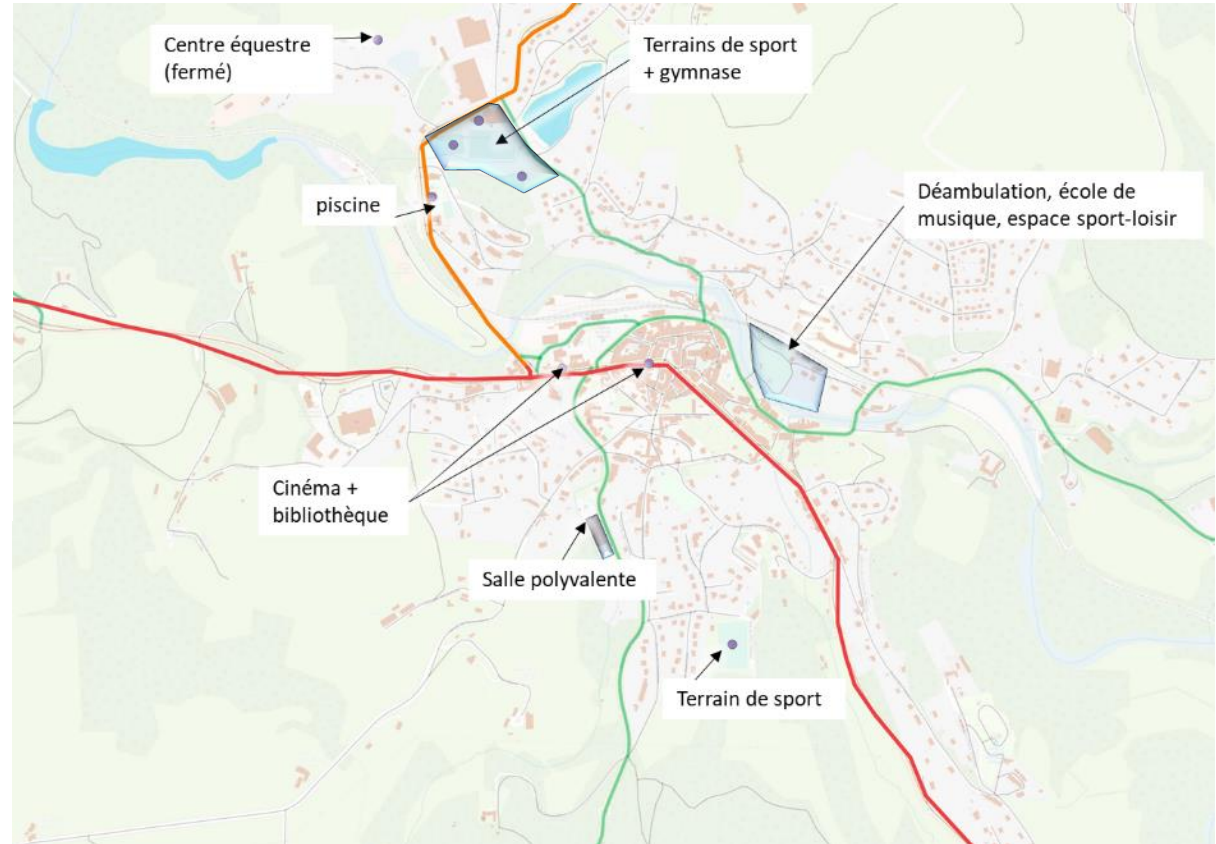 Centre équestre
(fermé)
Terrains de sport
+ gymnase
piscine
Déambulation, école de
musique, espace sport-loisir
Cinéma +
bibliothèque
Salle polyvalente
Terrain de sport